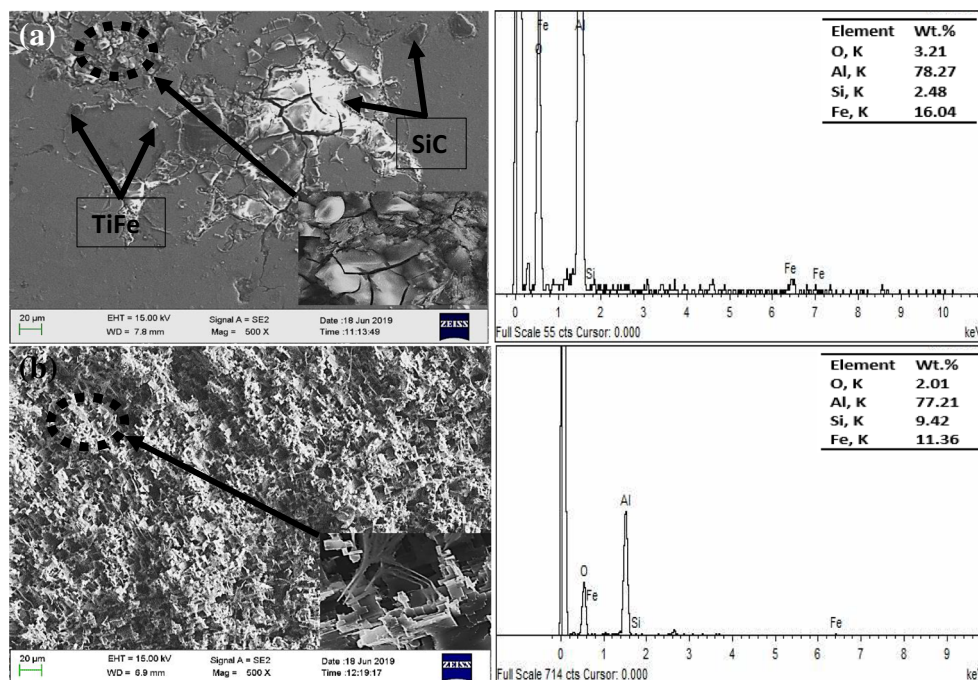 (a)
SiC
TiFe
20 µm
EHT = 15.00 kV
Signal A = SE2
Date :18 Jun 2019
WD = 7.8 mm
Mag = 500 X
Time :11:13:49
ZEISS
Fe
Al
O
Si
Fe
Fe
0 1 2 3 4 5 6 7 8 9 10
Full Scale 55 cts Cursor: 0.000
keV
Element Wt.%
O, K 3.21
Al, K 78.27
Si, K 2.48
Fe, K 16.04
(b)
20 µm
EHT = 15.00 kV
Signal A = SE2
Date :18 Jun 2019
WD = 6.9 mm
Mag = 500 X
Time :12:19:17
ZEISS
Al
O
Fe
Si
Fe
0 1 2 3 4 5 6 7 8 9
Full Scale 714 cts Cursor: 0.000
keV
Element Wt.%
O, K 2.01
Al, K 77.21
Si, K 9.42
Fe, K 11.36